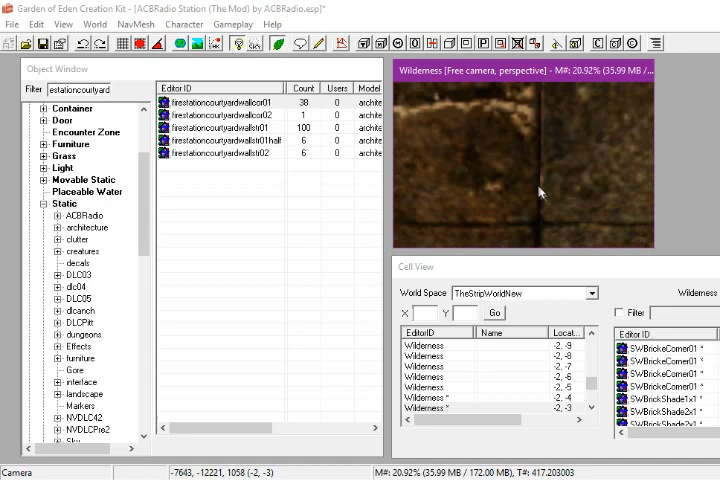 Garden of Eden Creation Kit - [ACBRadio Station (The Mod) by ACBRadio.esp]*
File Edit View World NavMesh Character Gameplay Help
Object Window
Filter estationcourtyard
Container
Door
Encounter Zone
Furniture
Grass
Light
Movable Static
Placeable Water
Static
ACBRadio
architecture
clutter
creatures
decals
DLC03
dlc04
DLC05
dlcanch
DLCPitt
dungeons
Effects
furniture
Gore
interface
landscape
Markers
NVDLC42
NVDLCPre2
Sky
Editor ID Count Users Model
firestationcourtyardwallcor01 38 0 archite
firestationcourtyardwallcor02 1 0 archite
firestationcourtyardwallstr01 100 0 archite
firestationcourtyardwallstr01half 6 0 archite
firestationcourtyardwallstr02 6 0 archite
Wilderness [Free camera, perspective] - M#: 20.92% (35.99 MB /...
Cell View
World Space TheStripWorldNew Wilderness
X Y Go
Filter
EditorID Name Locat...
Wilderness -2, -9
Wilderness -2, -8
Wilderness -2, -7
Wilderness -2, -6
Wilderness -2, -5
Wilderness * -2, -4
Wilderness * -2, -3
Editor ID
SWBrickeCorner01 *
SWBrickeCorner01 *
SWBrickeCorner01 *
SWBrickeCorner01 *
SWBrickShade1x1 *
SWBrickShade2x1 *
SWBrickShade2x1 *
Camera -7643, -12221, 1058 (-2, -3) M#: 20.92% (35.99 MB / 172.00 MB), T#: 417.203003